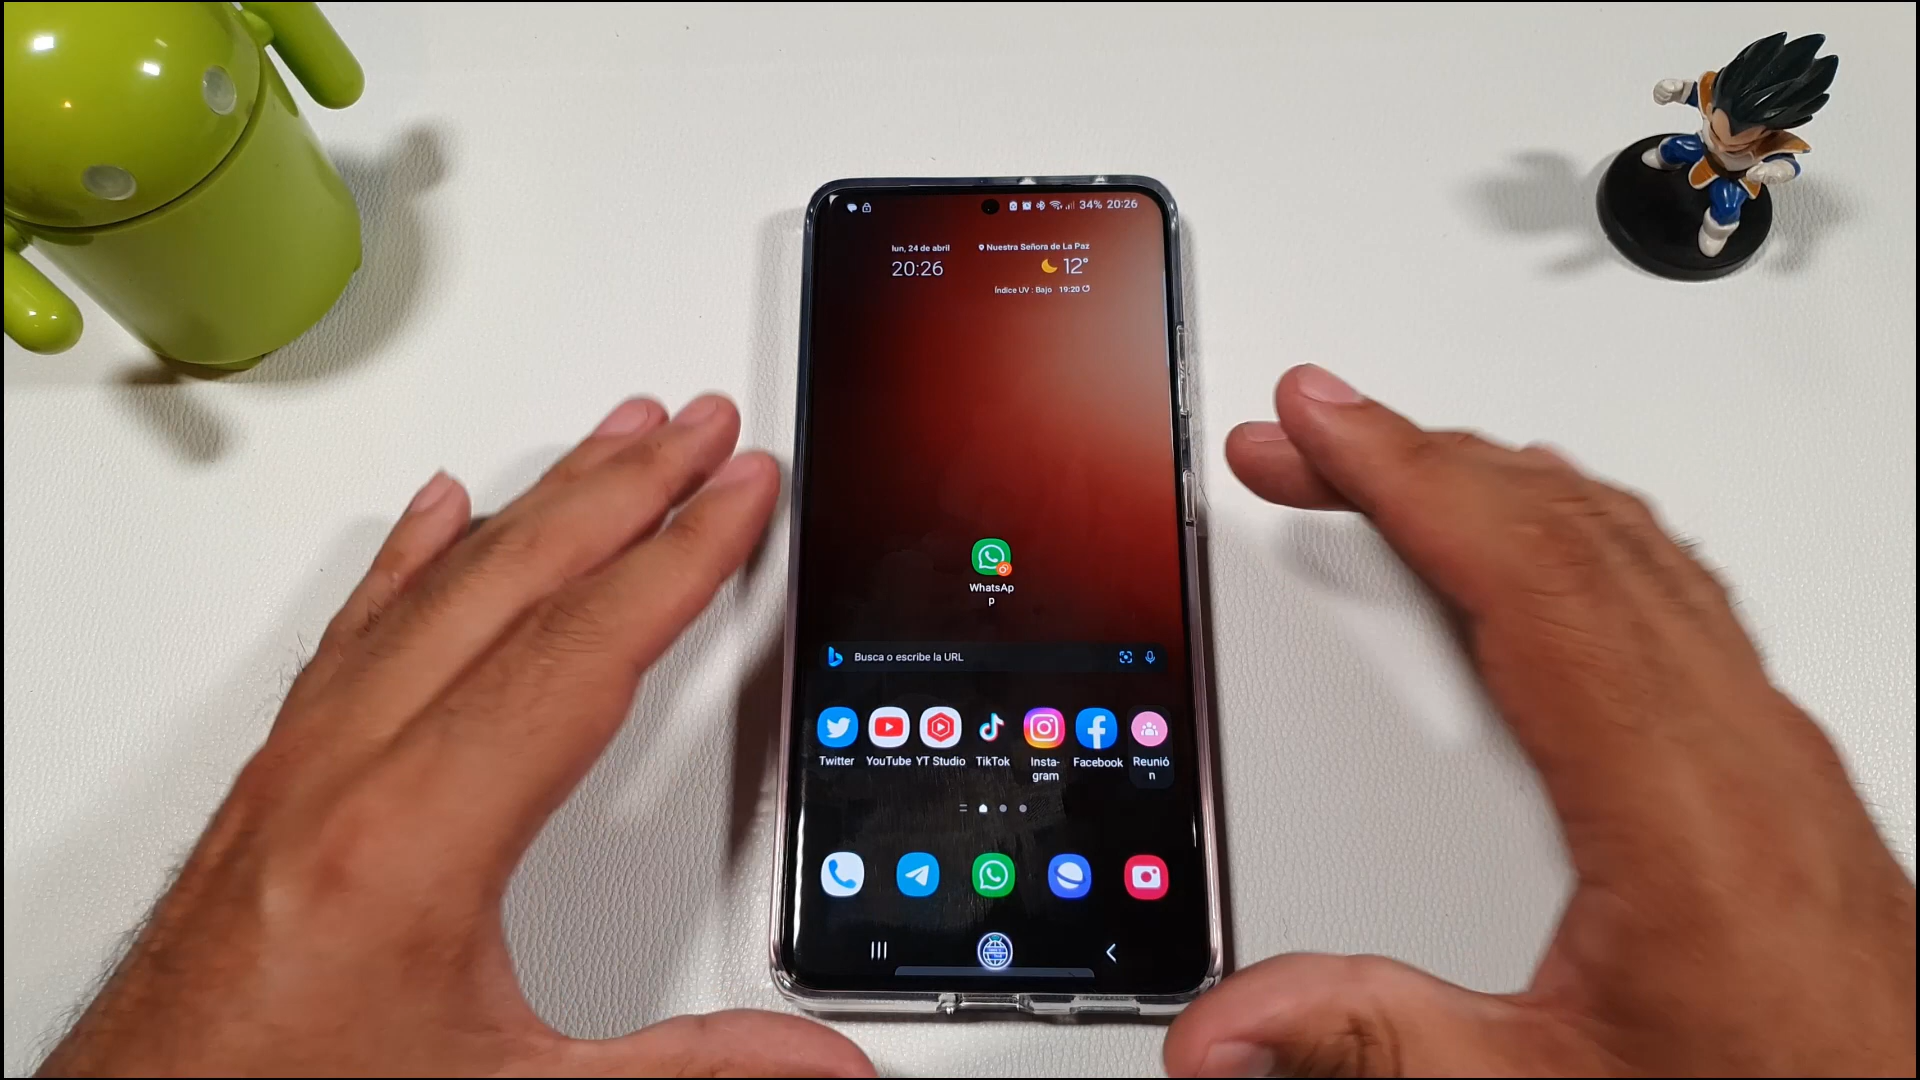 34% 20:26
lun, 24 de abril
20:26
Nuestra Señora de La Paz
12°
Índice UV : Bajo 19:20
WhatsAp
p
Busca o escribe la URL
Twitter
YouTube
YT Studio
TikTok
Insta-
gram
Facebook
Reunió
n